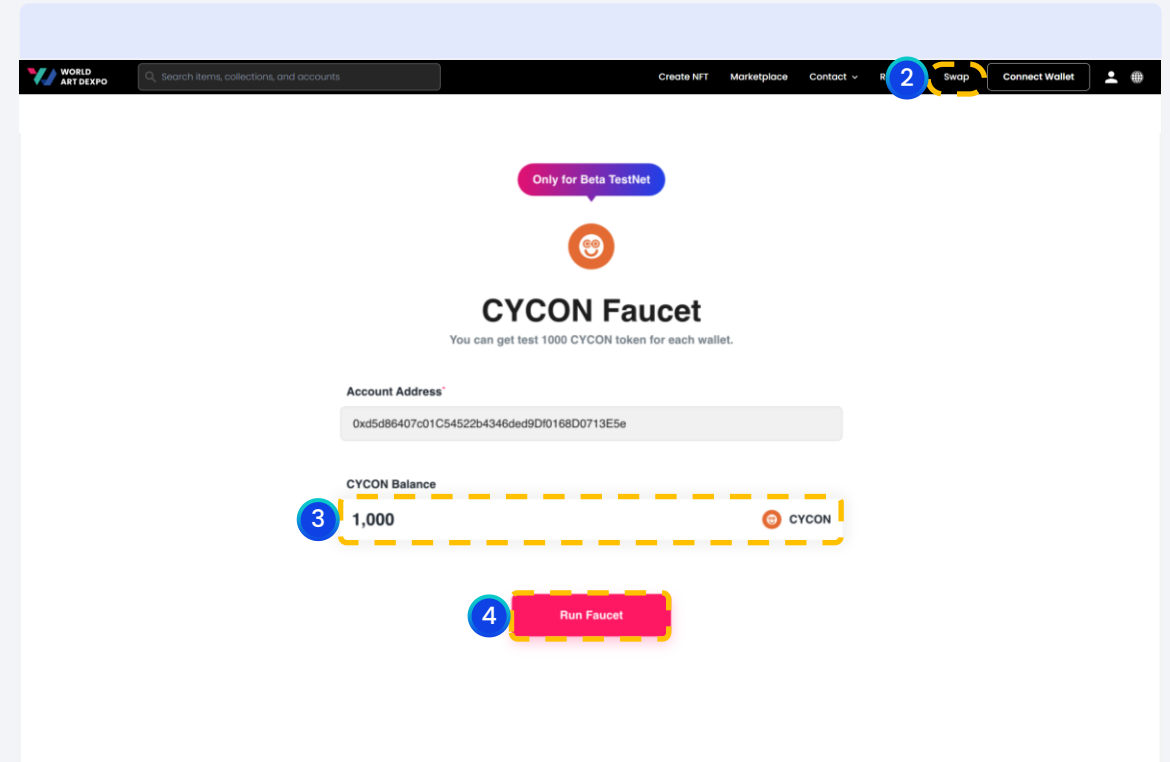 WORLD
ART DEXPO
Search items, collections, and accounts
Create NFT
Marketplace
Contact
2
Swap
Connect Wallet
Only for Beta TestNet
CYCON Faucet
You can get test 1000 CYCON token for each wallet.
Account Address*
0xd5d86407c01C54522b4346ded9Df0168D0713E5e
CYCON Balance
3
1,000
CYCON
4
Run Faucet